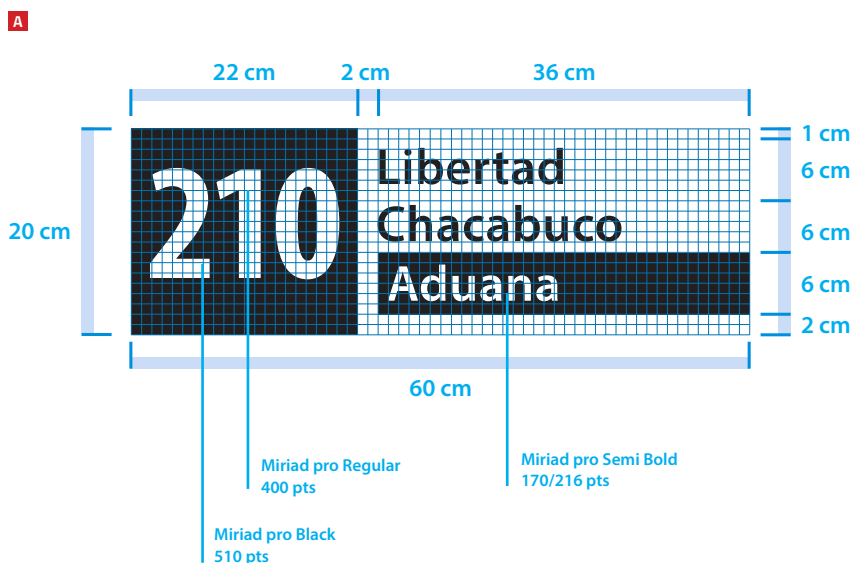 A
22 cm 2 cm 36 cm
1 cm
6 cm
20 cm
6 cm
6 cm
2 cm
210
Libertad
Chacabuco
Aduana
60 cm
Miriad pro Regular
400 pts
Miriad pro Semi Bold
170/216 pts
Miriad pro Black
510 pts